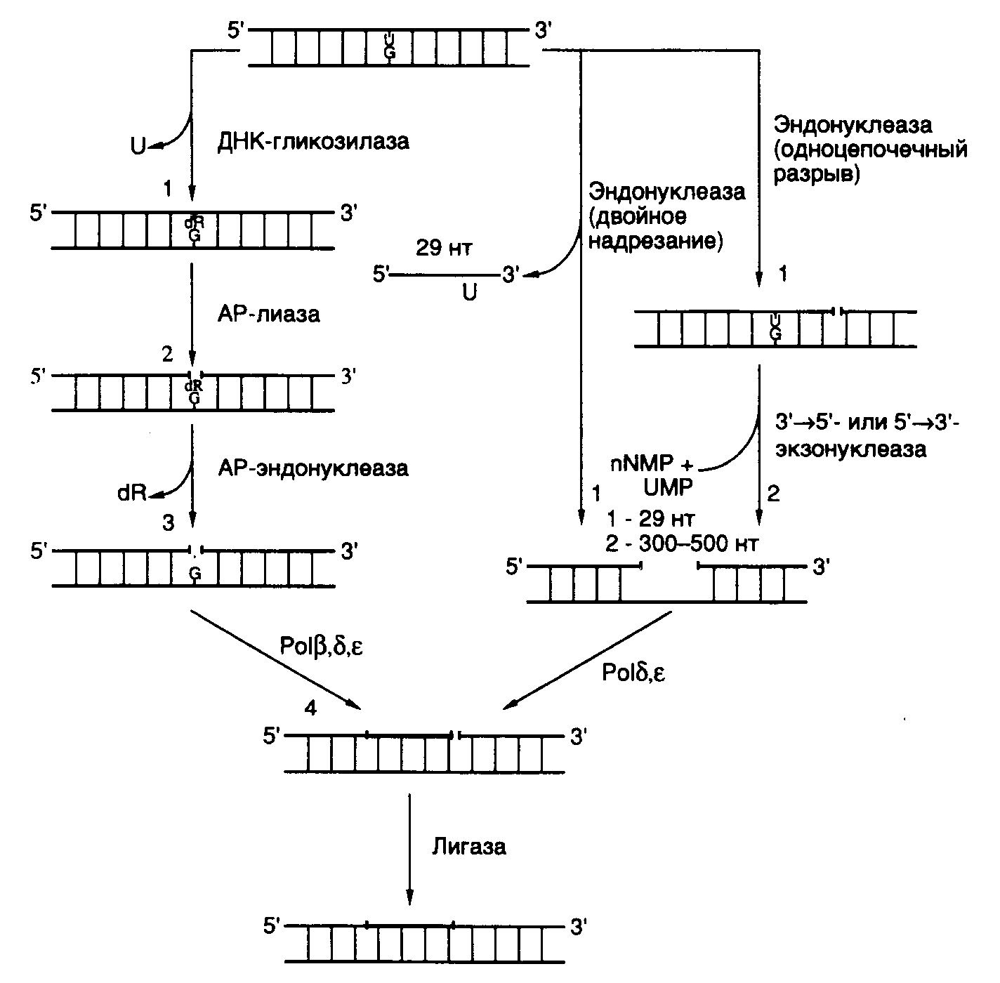 5' 3'
U
G
U
ДНК-гликозилаза
Эндонуклеаза
(одноцепочечный
разрыв)
1
5' 3'
dR
G
Эндонуклеаза
(двойное
надрезание)
29 нт
5' 3'
U
1
U
G
АР-лиаза
2
5' 3'
dR
G
3'→5'- или 5'→3'-
экзонуклеаза
АР-эндонуклеаза
dR
nNMP +
UMP
1
2
3
1 - 29 нт
2 - 300–500 нт
5' 3'
G
5' 3'
Polβ,δ,ε
Polδ,ε
4
5' 3'
Лигаза
5' 3'